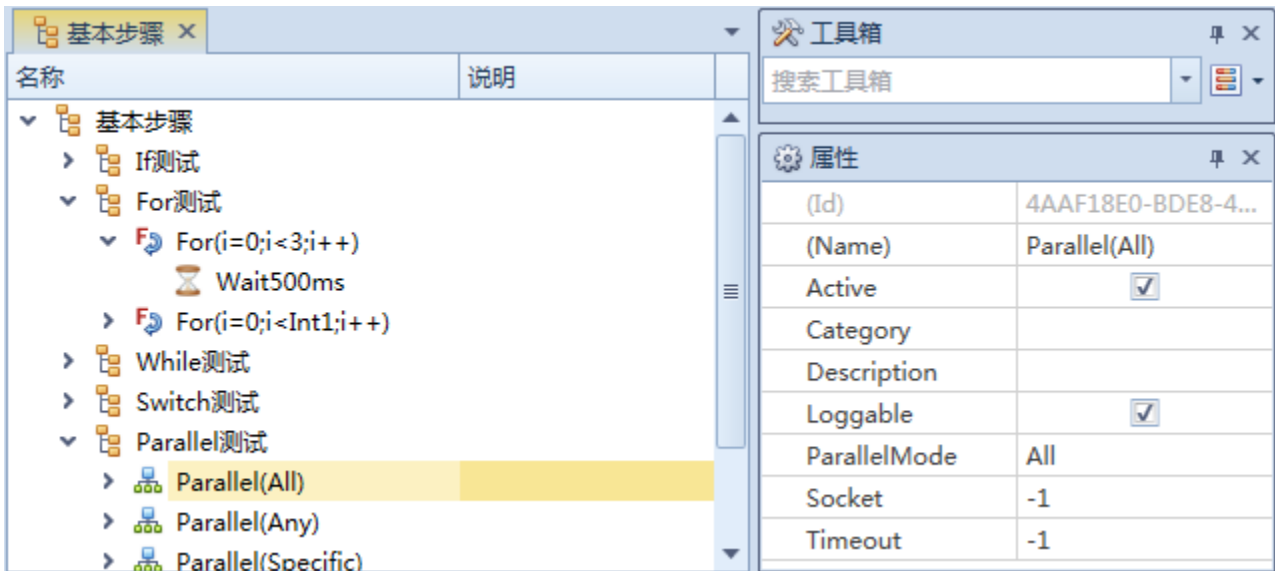 基本步骤
名称 说明
基本步骤
If测试
For测试
For(i=0;i<3;i++)
Wait500ms
For(i=0;i<Int1;i++)
While测试
Switch测试
Parallel测试
Parallel(All)
Parallel(Any)
Parallel(Specific)
工具箱
搜索工具箱
属性
(Id) 4AAF18E0-BDE8-4...
(Name) Parallel(All)
Active
Category
Description
Loggable
ParallelMode All
Socket -1
Timeout -1